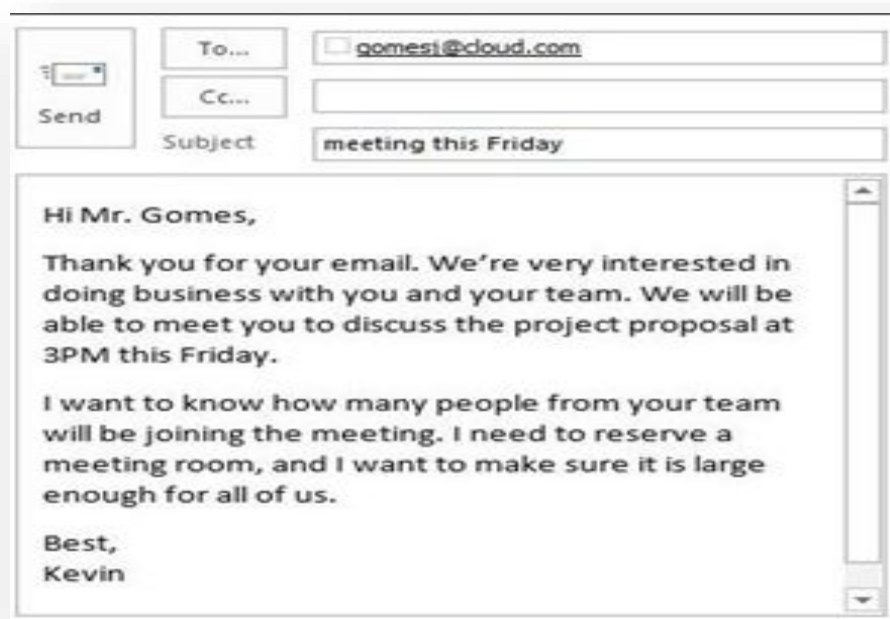 To...
gomesj@cloud.com
Cc...
Send
Subject
meeting this Friday
Hi Mr. Gomes,
Thank you for your email. We're very interested in
doing business with you and your team. We will be
able to meet you to discuss the project proposal at
3PM this Friday.
I want to know how many people from your team
will be joining the meeting. I need to reserve a
meeting room, and I want to make sure it is large
enough for all of us.
Best,
Kevin